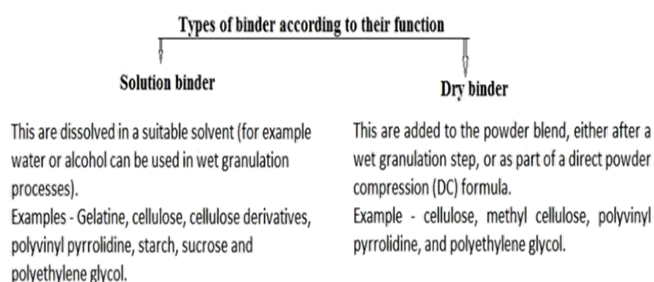 Types of binder according to their function
Solution binder
This are dissolved in a suitable solvent (for example
water or alcohol can be used in wet granulation
processes).
Examples - Gelatine, cellulose, cellulose derivatives,
polyvinyl pyrrolidine, starch, sucrose and
polyethylene glycol.
Dry binder
This are added to the powder blend, either after a
wet granulation step, or as part of a direct powder
compression (DC) formula.
Example - cellulose, methyl cellulose, polyvinyl
pyrrolidine, and polyethylene glycol.